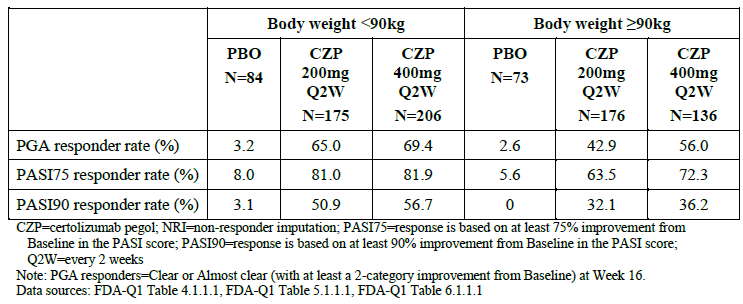 Body weight <90kg Body weight ≥90kg
PBO CZP CZP PBO CZP CZP
N=84 200mg 400mg N=73 200mg 400mg
Q2W Q2W Q2W Q2W
N=175 N=206 N=176 N=136
PGA responder rate (%) 3.2 65.0 69.4 2.6 42.9 56.0
PASI75 responder rate (%) 8.0 81.0 81.9 5.6 63.5 72.3
PASI90 responder rate (%) 3.1 50.9 56.7 0 32.1 36.2
CZP=certolizumab pegol; NRI=non-responder imputation; PASI75=response is based on at least 75% improvement from
Baseline in the PASI score; PASI90=response is based on at least 90% improvement from Baseline in the PASI score;
Q2W=every 2 weeks
Note: PGA responders=Clear or Almost clear (with at least a 2-category improvement from Baseline) at Week 16.
Data sources: FDA-Q1 Table 4.1.1.1, FDA-Q1 Table 5.1.1.1, FDA-Q1 Table 6.1.1.1